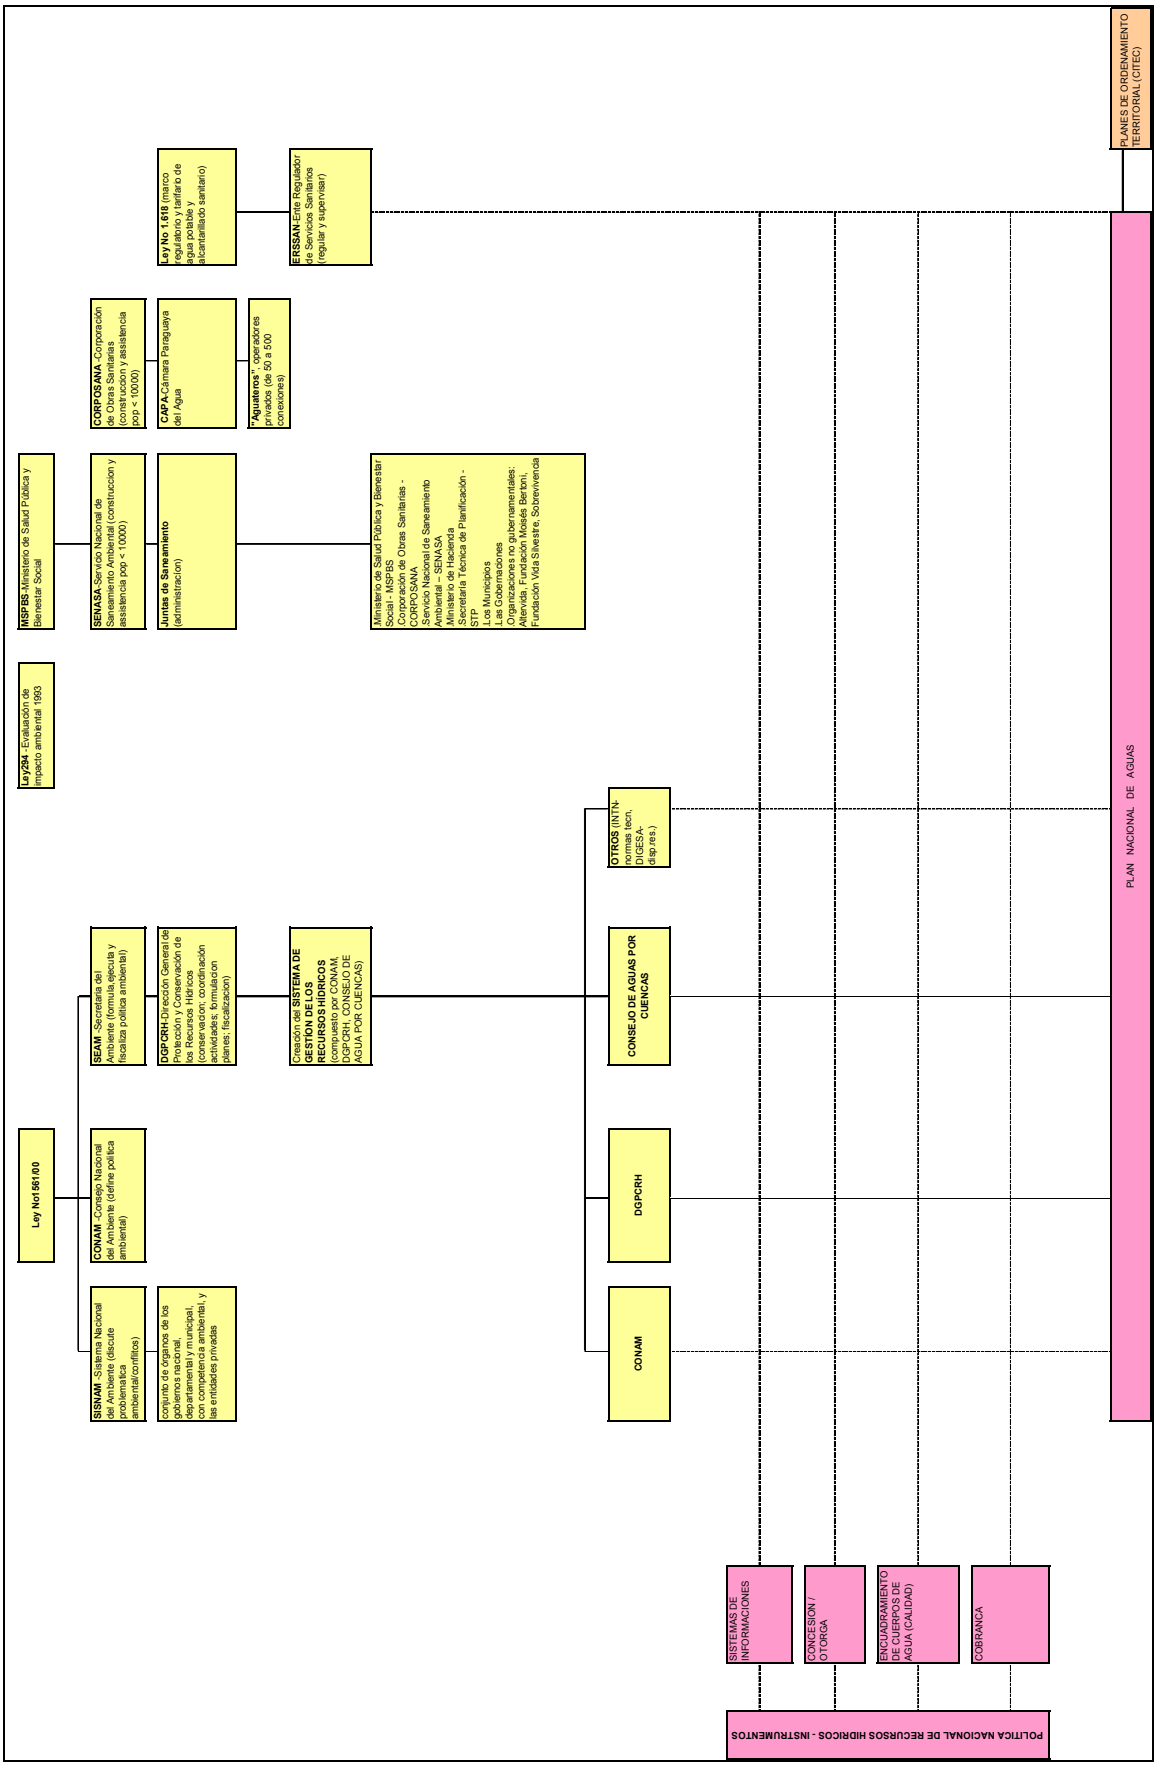 Ley No1561/00
Ley294 -Evaluación de
impacto ambiental 1993
MSPBS-Ministerio de Salud Pública y
Bienestar Social
SISNAM -Sistema Nacional
del Ambiente (discute
problematica
ambiental/conflitos)
CONAM -Consejo Nacional
del Ambiente (define politica
ambiental)
SEAM -Secretaria del
Ambiente (formula,ejecuta y
fiscaliza politica ambiental)
SENASA-Servicio Nacional de
Saneamiento Ambiental (construccion y
assistencia pop < 10000)
CORPOSANA -Corporación
de Obras Sanitarias
(construccion y assistencia
pop < 10000)
conjunto de órganos de los
gobiernos nacional,
departamental y municipal,
con competencia ambiental, y
las entidades privadas
DGPCRH-Dirección General de
Protección y Conservación de
los Recursos Hídricos
(conservacion; coordinación
actividades; formulacion
planes; fiscalizacion)
Juntas de Saneamiento
(administracion)
CAPA-Cámara Paraguaya
del Agua
Ley No 1.618 (marco
regulatorio y tarifario de
agua potable y
alcantarillado sanitario)
"Aguateros", operadores
privados (de 50 a 500
conexiones)
Creación del SISTEMA DE
GESTÍON DE LOS
RECURSOS HÍDRICOS
(compuesto por CONAM,
DGPCRH, CONSEJO DE
AGUA POR CUENCAS)
ERSSAN-Ente Regulador
de Servicios Sanitarios
(regular y supervisar)
.Ministerio de Salud Pública y Bienestar
Social - MSPBS
.Corporación de Obras Sanitarias -
CORPOSANA
.Servicio Nacional de Saneamiento
Ambiental – SENASA
.Ministerio de Hacienda
.Secretaría Técnica de Planificación -
STP
.Los Municipios
.Las Gobernaciones
.Organizaciones no gubernamentales:
Altervida, Fundación Moisés Bertoni,
Fundación Vida Silvestre, Sobrevivencia
CONAM
DGPCRH
CONSEJO DE AGUAS POR
CUENCAS
OTROS (INTN-
normas tecn,
DIGESA-
disp.res.)
POLITICA NACIONAL DE RECURSOS HIDRICOS - INSTRUMENTOS
SISTEMAS DE
INFORMACIONES
CONCESION /
OTORGA
ENCUADRAMIENTO
DE CUERPOS DE
AGUA (CALIDAD)
COBRANCA
PLAN NACIONAL DE AGUAS
PLANES DE ORDENAMIENTO
TERRITORIAL (CITEC)